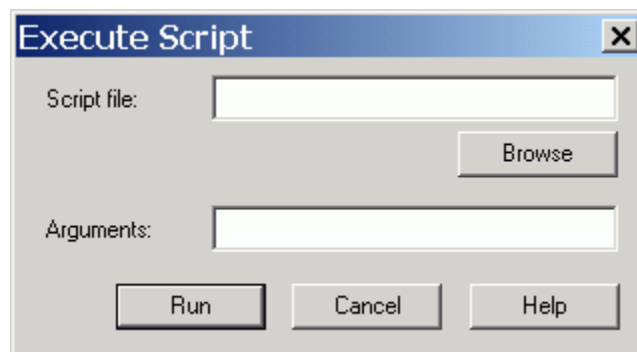 Execute Script
Script file:
Browse
Arguments:
Run Cancel Help